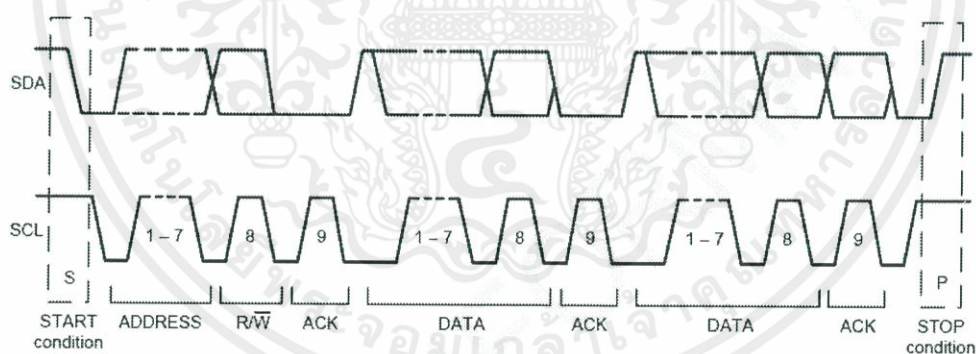 SDA
SCL
1 – 7 8 9 1 – 7 8 9 1 – 7 8 9
S P
START condition ADDRESS R/W̅ ACK DATA ACK DATA ACK STOP condition